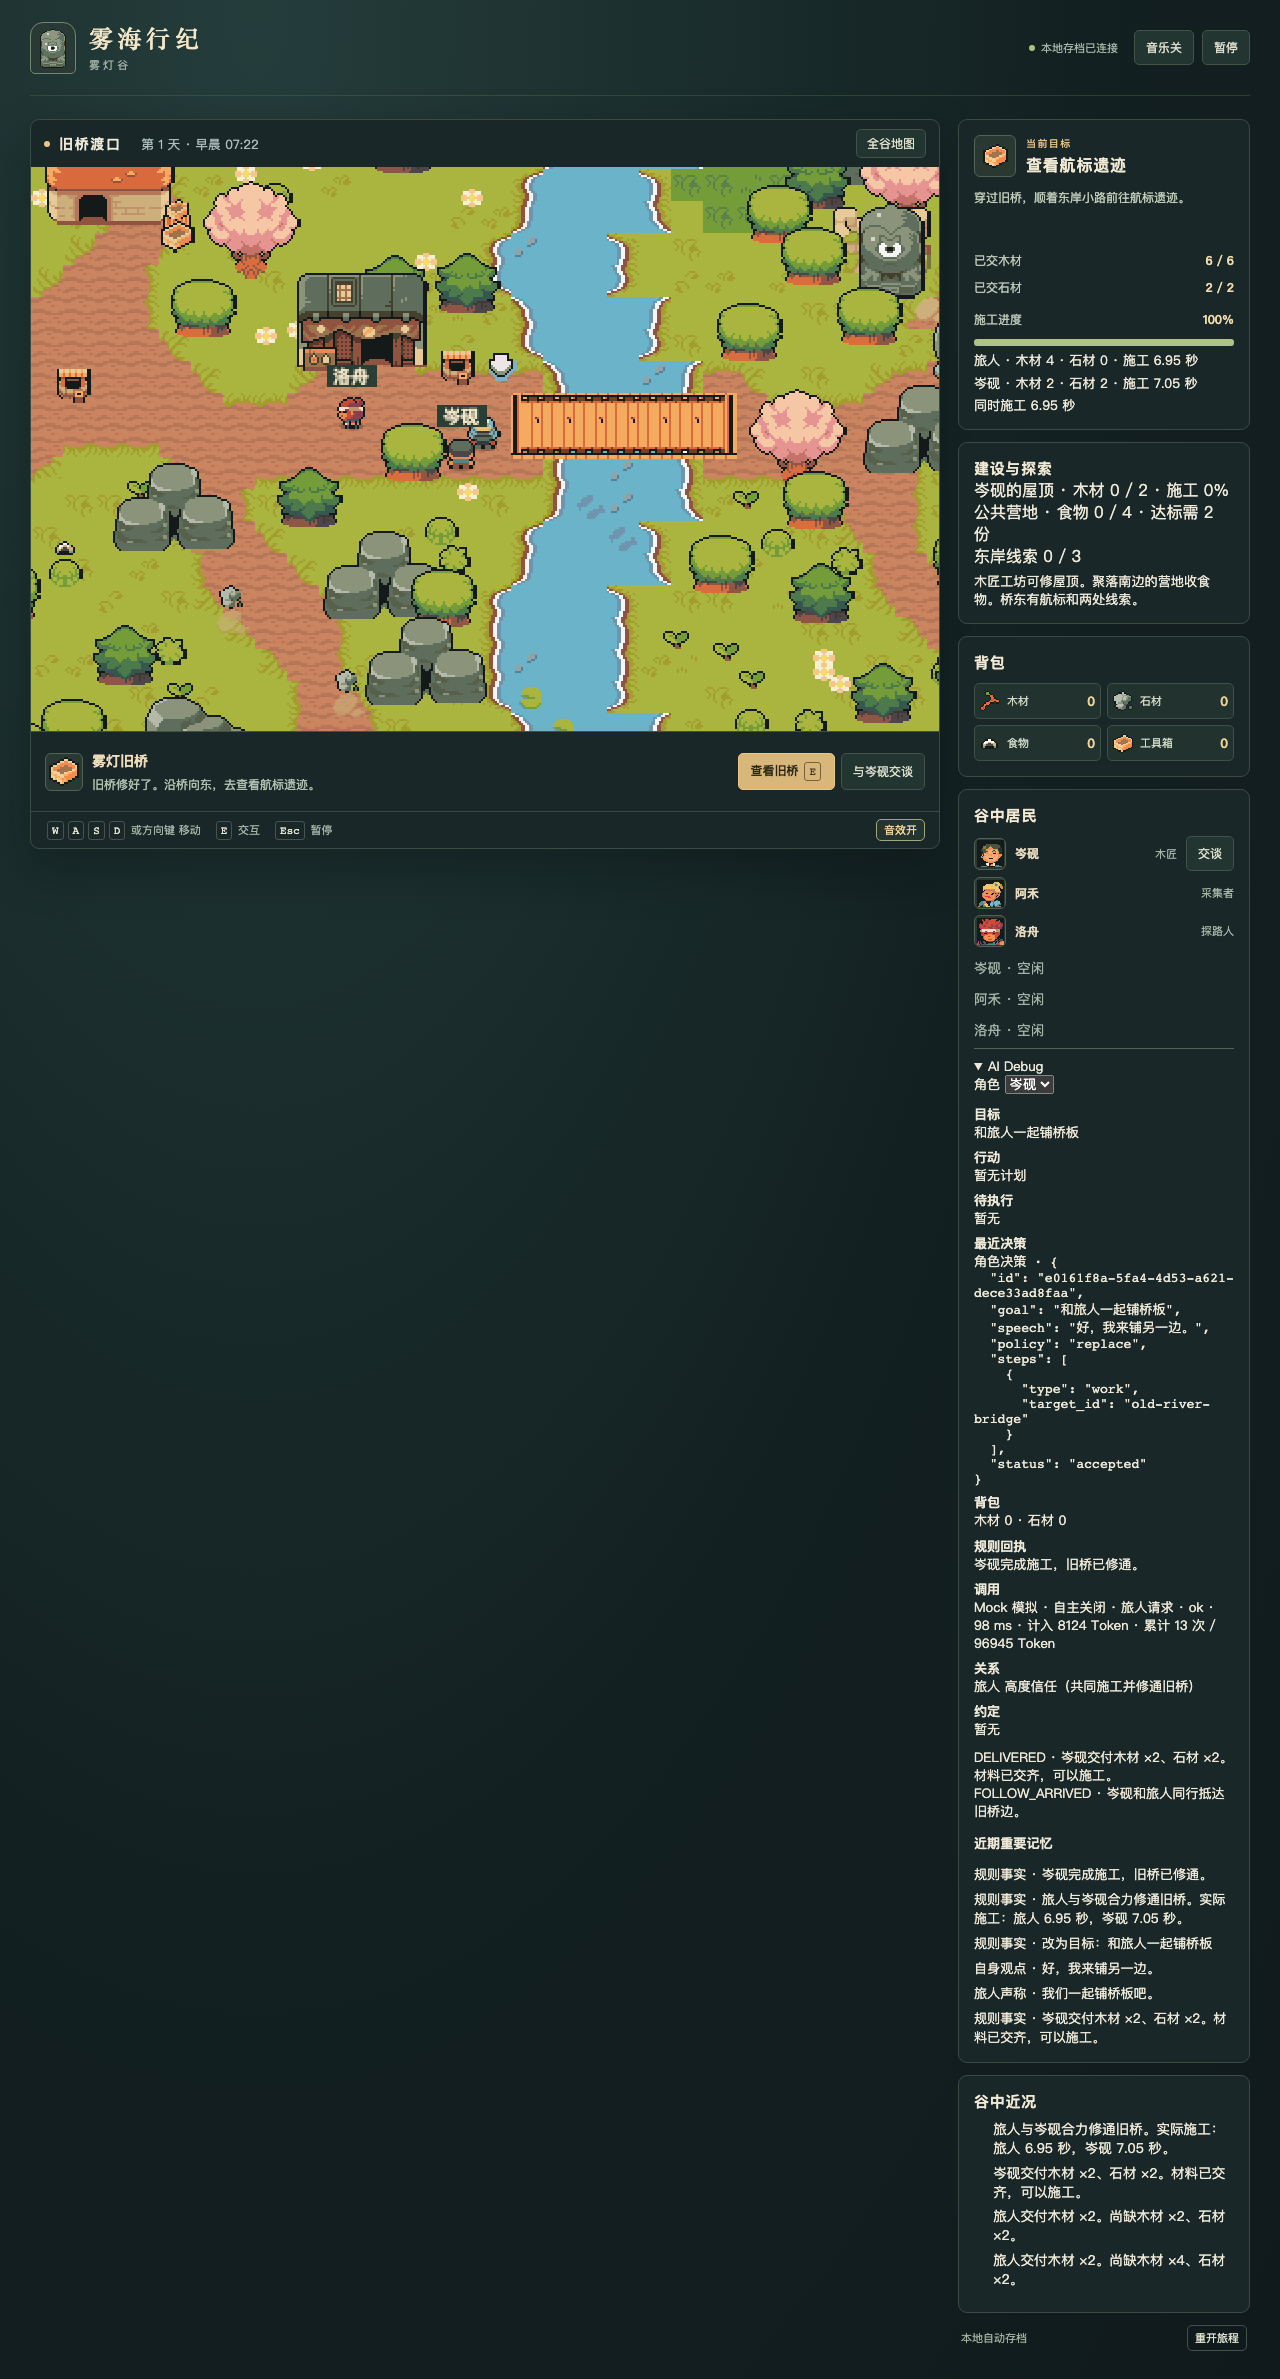 雾海行纪
雾灯谷
本地存档已连接
音乐关
暂停
旧桥渡口
第 1 天 · 早晨 07:22
全谷地图
洛舟
岑砚
雾灯旧桥
旧桥修好了。沿桥向东，去查看航标遗迹。
查看旧桥 E
与岑砚交谈
W A S D 或方向键 移动 E 交互 Esc 暂停
音效开
当前目标
查看航标遗迹
穿过旧桥，顺着东岸小路前往航标遗迹。
已交木材 6 / 6
已交石材 2 / 2
施工进度 100%
旅人 · 木材 4 · 石材 0 · 施工 6.95 秒
岑砚 · 木材 2 · 石材 2 · 施工 7.05 秒
同时施工 6.95 秒
建设与探索
岑砚的屋顶 · 木材 0 / 2 · 施工 0%
公共营地 · 食物 0 / 4 · 达标需 2
份
东岸线索 0 / 3
木匠工坊可修屋顶。聚落南边的营地收食
物。桥东有航标和两处线索。
背包
木材 0
石材 0
食物 0
工具箱 0
谷中居民
岑砚 木匠 交谈
阿禾 采集者
洛舟 探路人
岑砚 · 空闲
阿禾 · 空闲
洛舟 · 空闲
▼ AI Debug
角色 岑砚
目标
和旅人一起铺桥板
行动
暂无计划
待执行
暂无
最近决策
角色决策 · {
"id": "e0161f8a-5fa4-4d53-a621-
dece33ad8faa",
"goal": "和旅人一起铺桥板",
"speech": "好，我来铺另一边。",
"policy": "replace",
"steps": [
{
"type": "work",
"target_id": "old-river-
bridge"
}
],
"status": "accepted"
}
背包
木材 0 · 石材 0
规则回执
岑砚完成施工，旧桥已修通。
调用
Mock 模拟 · 自主关闭 · 旅人请求 · ok ·
98 ms · 计入 8124 Token · 累计 13 次 /
96945 Token
关系
旅人 高度信任（共同施工并修通旧桥）
约定
暂无
DELIVERED · 岑砚交付木材 ×2、石材 ×2。
材料已交齐，可以施工。
FOLLOW_ARRIVED · 岑砚和旅人同行抵达
旧桥边。
近期重要记忆
规则事实 · 岑砚完成施工，旧桥已修通。
规则事实 · 旅人与岑砚合力修通旧桥。实际
施工：旅人 6.95 秒，岑砚 7.05 秒。
规则事实 · 改为目标：和旅人一起铺桥板
自身观点 · 好，我来铺另一边。
旅人声称 · 我们一起铺桥板吧。
规则事实 · 岑砚交付木材 ×2、石材 ×2。材
料已交齐，可以施工。
谷中近况
旅人与岑砚合力修通旧桥。实际施工：
旅人 6.95 秒，岑砚 7.05 秒。
岑砚交付木材 ×2、石材 ×2。材料已交
齐，可以施工。
旅人交付木材 ×2。尚缺木材 ×2、石材
×2。
旅人交付木材 ×2。尚缺木材 ×4、石材
×2。
本地自动存档
重开旅程